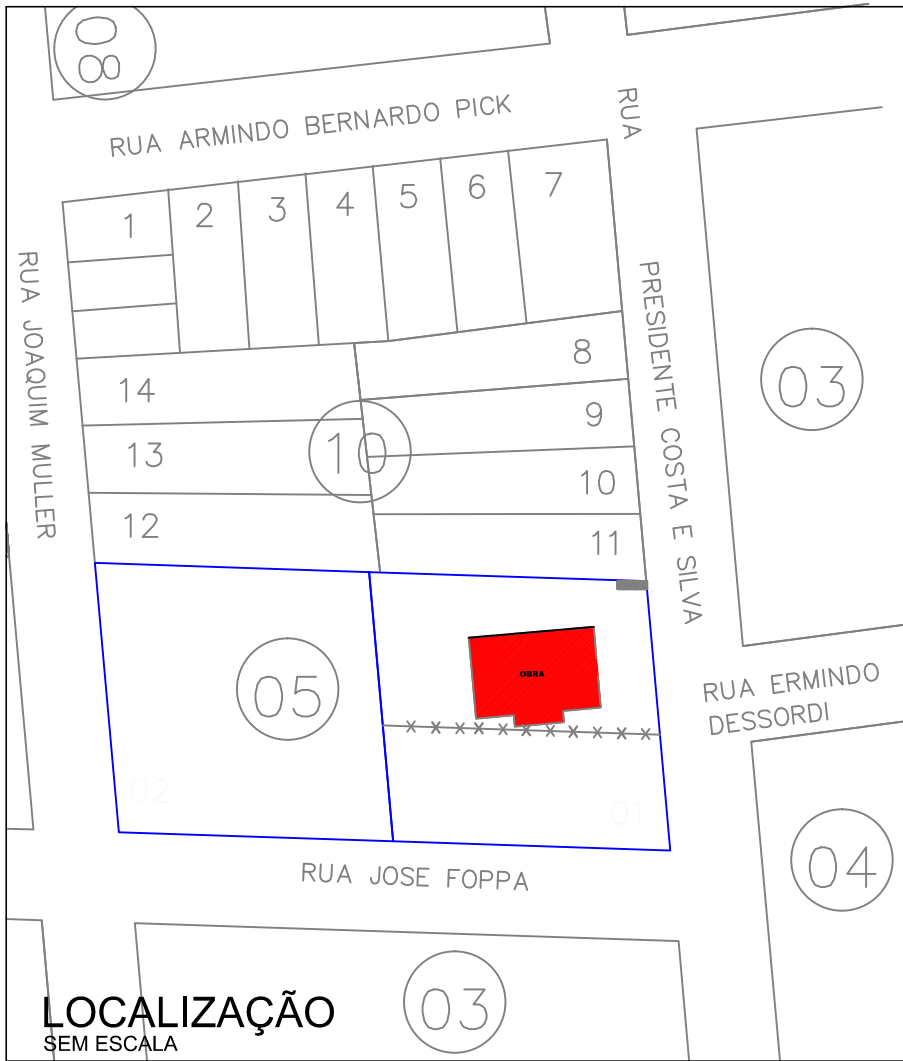 08
RUA ARMINDO BERNARDO PICK
RUA
PRESIDENTE COSTA E SILVA
RUA JOAQUIM MULLER
1
2
3
4
5
6
7
8
9
10
11
14
13
12
10
03
05
OBRA
RUA ERMINDO
DESSORDI
02
01
04
RUA JOSE FOPPA
03
LOCALIZAÇÃO
SEM ESCALA